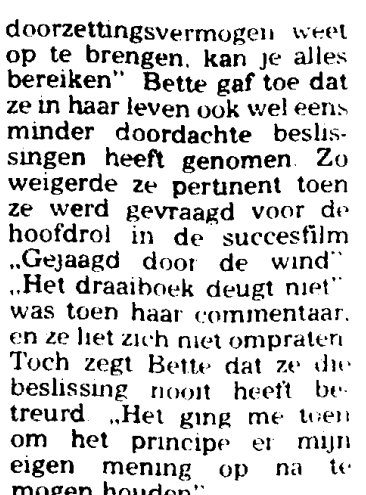 doorzettingsvermogen weet
op te brengen, kan je alles
bereiken" Bette gaf toe dat
ze in haar leven ook wel eens
minder doordachte beslis-
singen heeft genomen. Zo
weigerde ze pertinent toen
ze werd gevraagd voor de
hoofdrol in de succesfilm
„Gejaagd door de wind"
„Het draaiboek deugt niet"
was toen haar commentaar,
en ze liet zich niet ompraten
Toch zegt Bette dat ze die
beslissing nooit heeft be-
treurd „Het ging me toen
om het principe er mijn
eigen mening op na te
mogen houden"